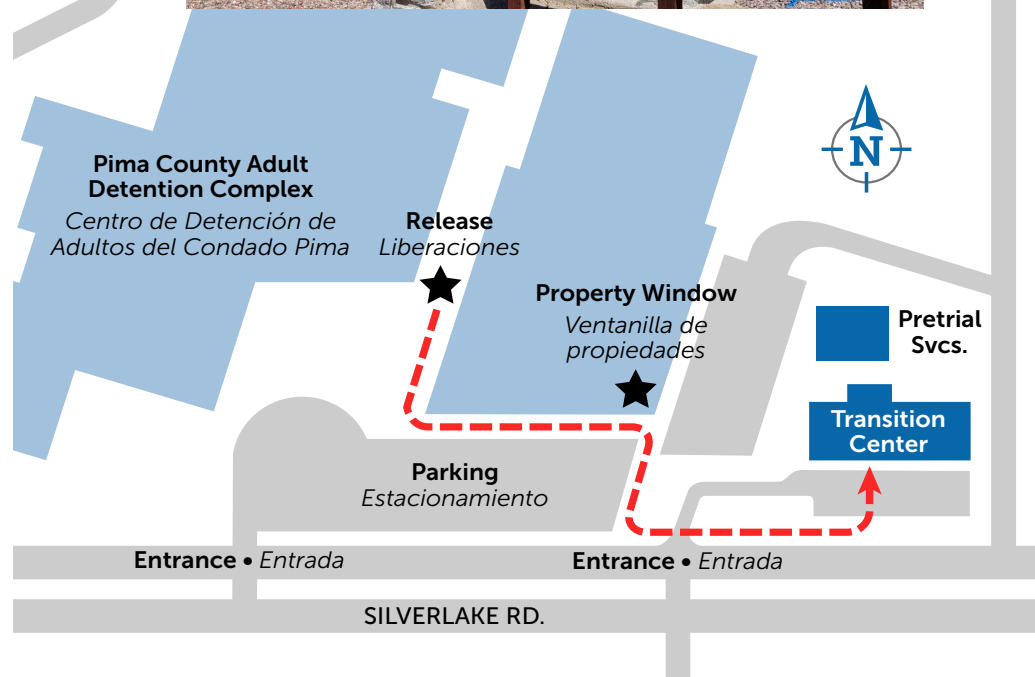 N
Pima County Adult
Detention Complex
Centro de Detención de
Adultos del Condado Pima
Release
Liberaciones
Property Window
Ventanilla de
propiedades
Pretrial
Svcs.
Transition
Center
Parking
Estacionamiento
Entrance • Entrada
Entrance • Entrada
SILVERLAKE RD.